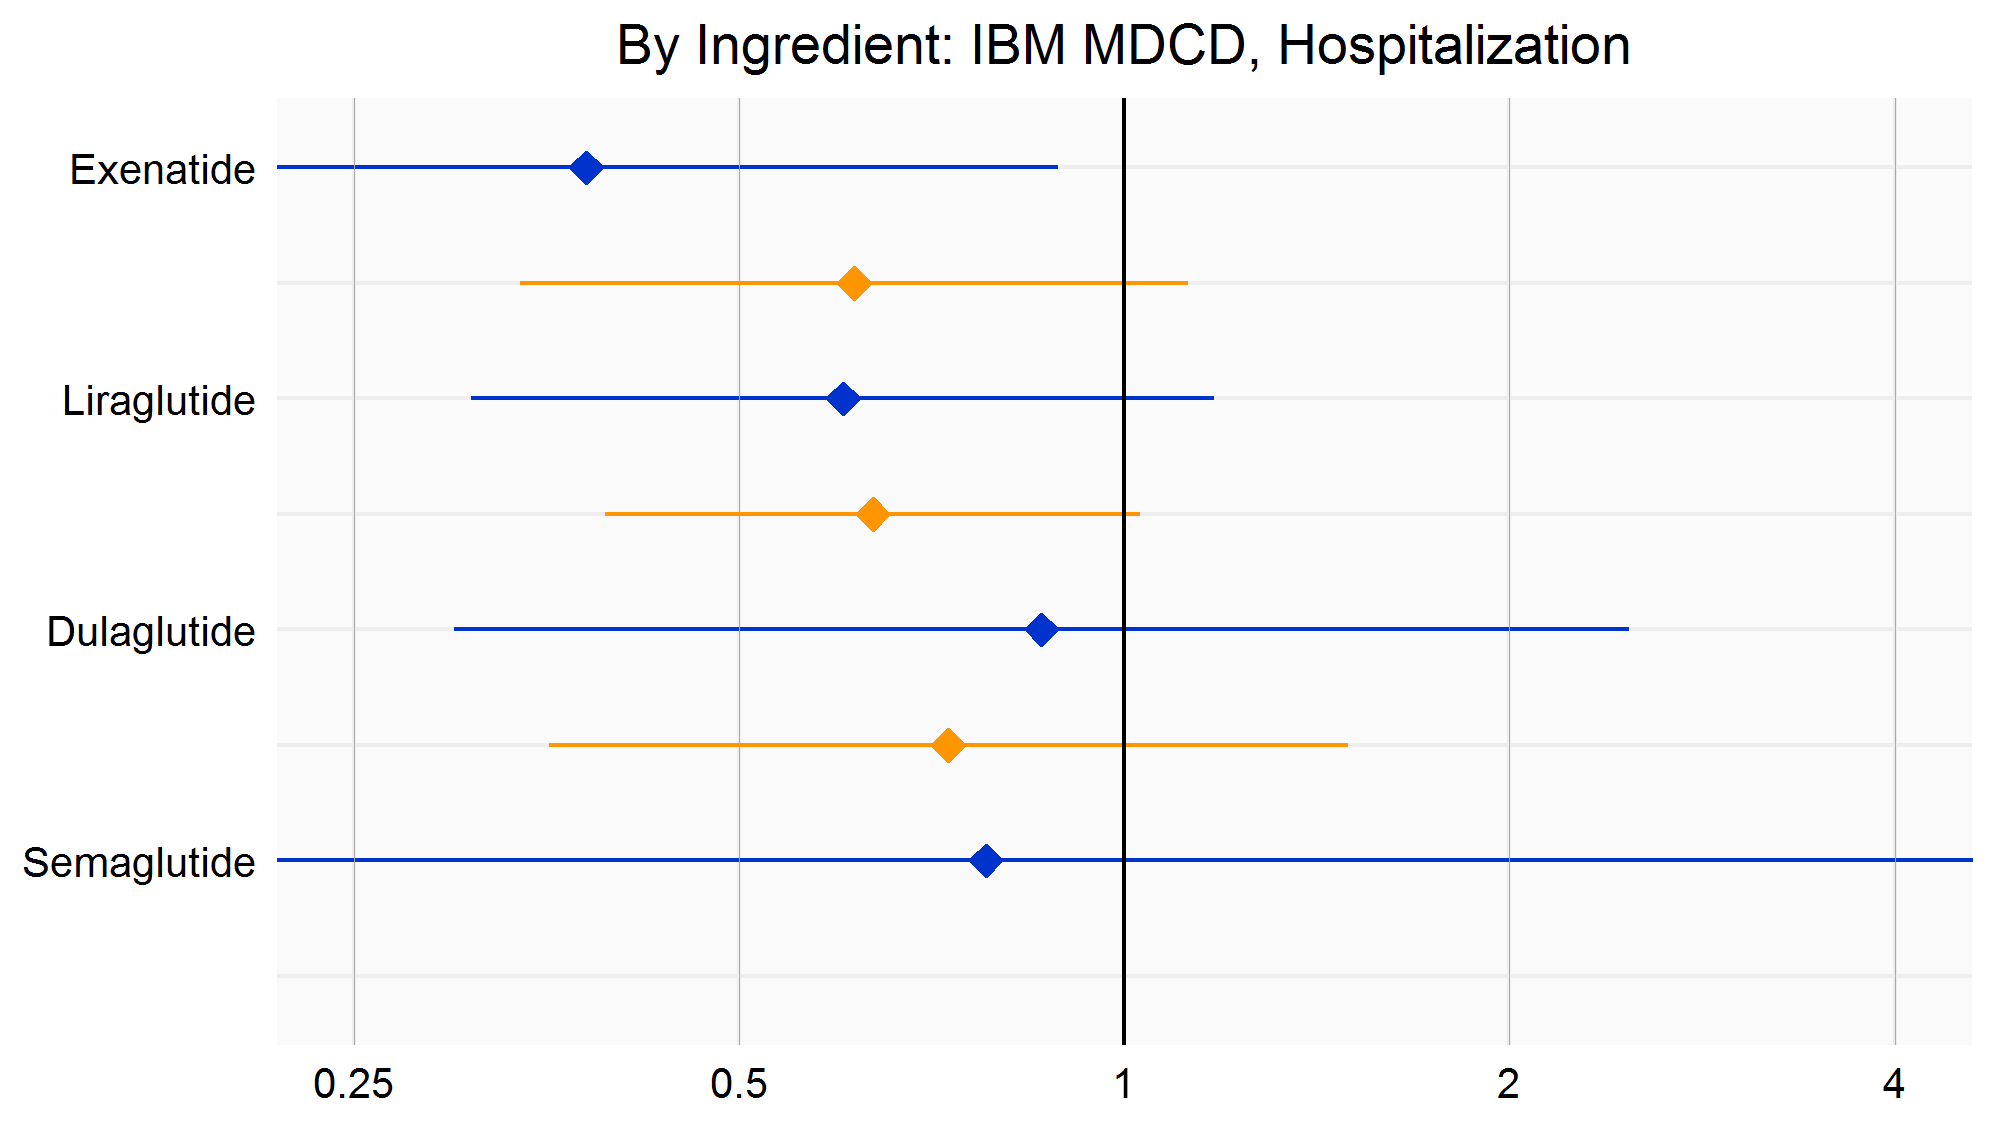 By Ingredient: IBM MDCD, Hospitalization
Exenatide
Liraglutide
Dulaglutide
Semaglutide
0.25 0.5 1 2 4